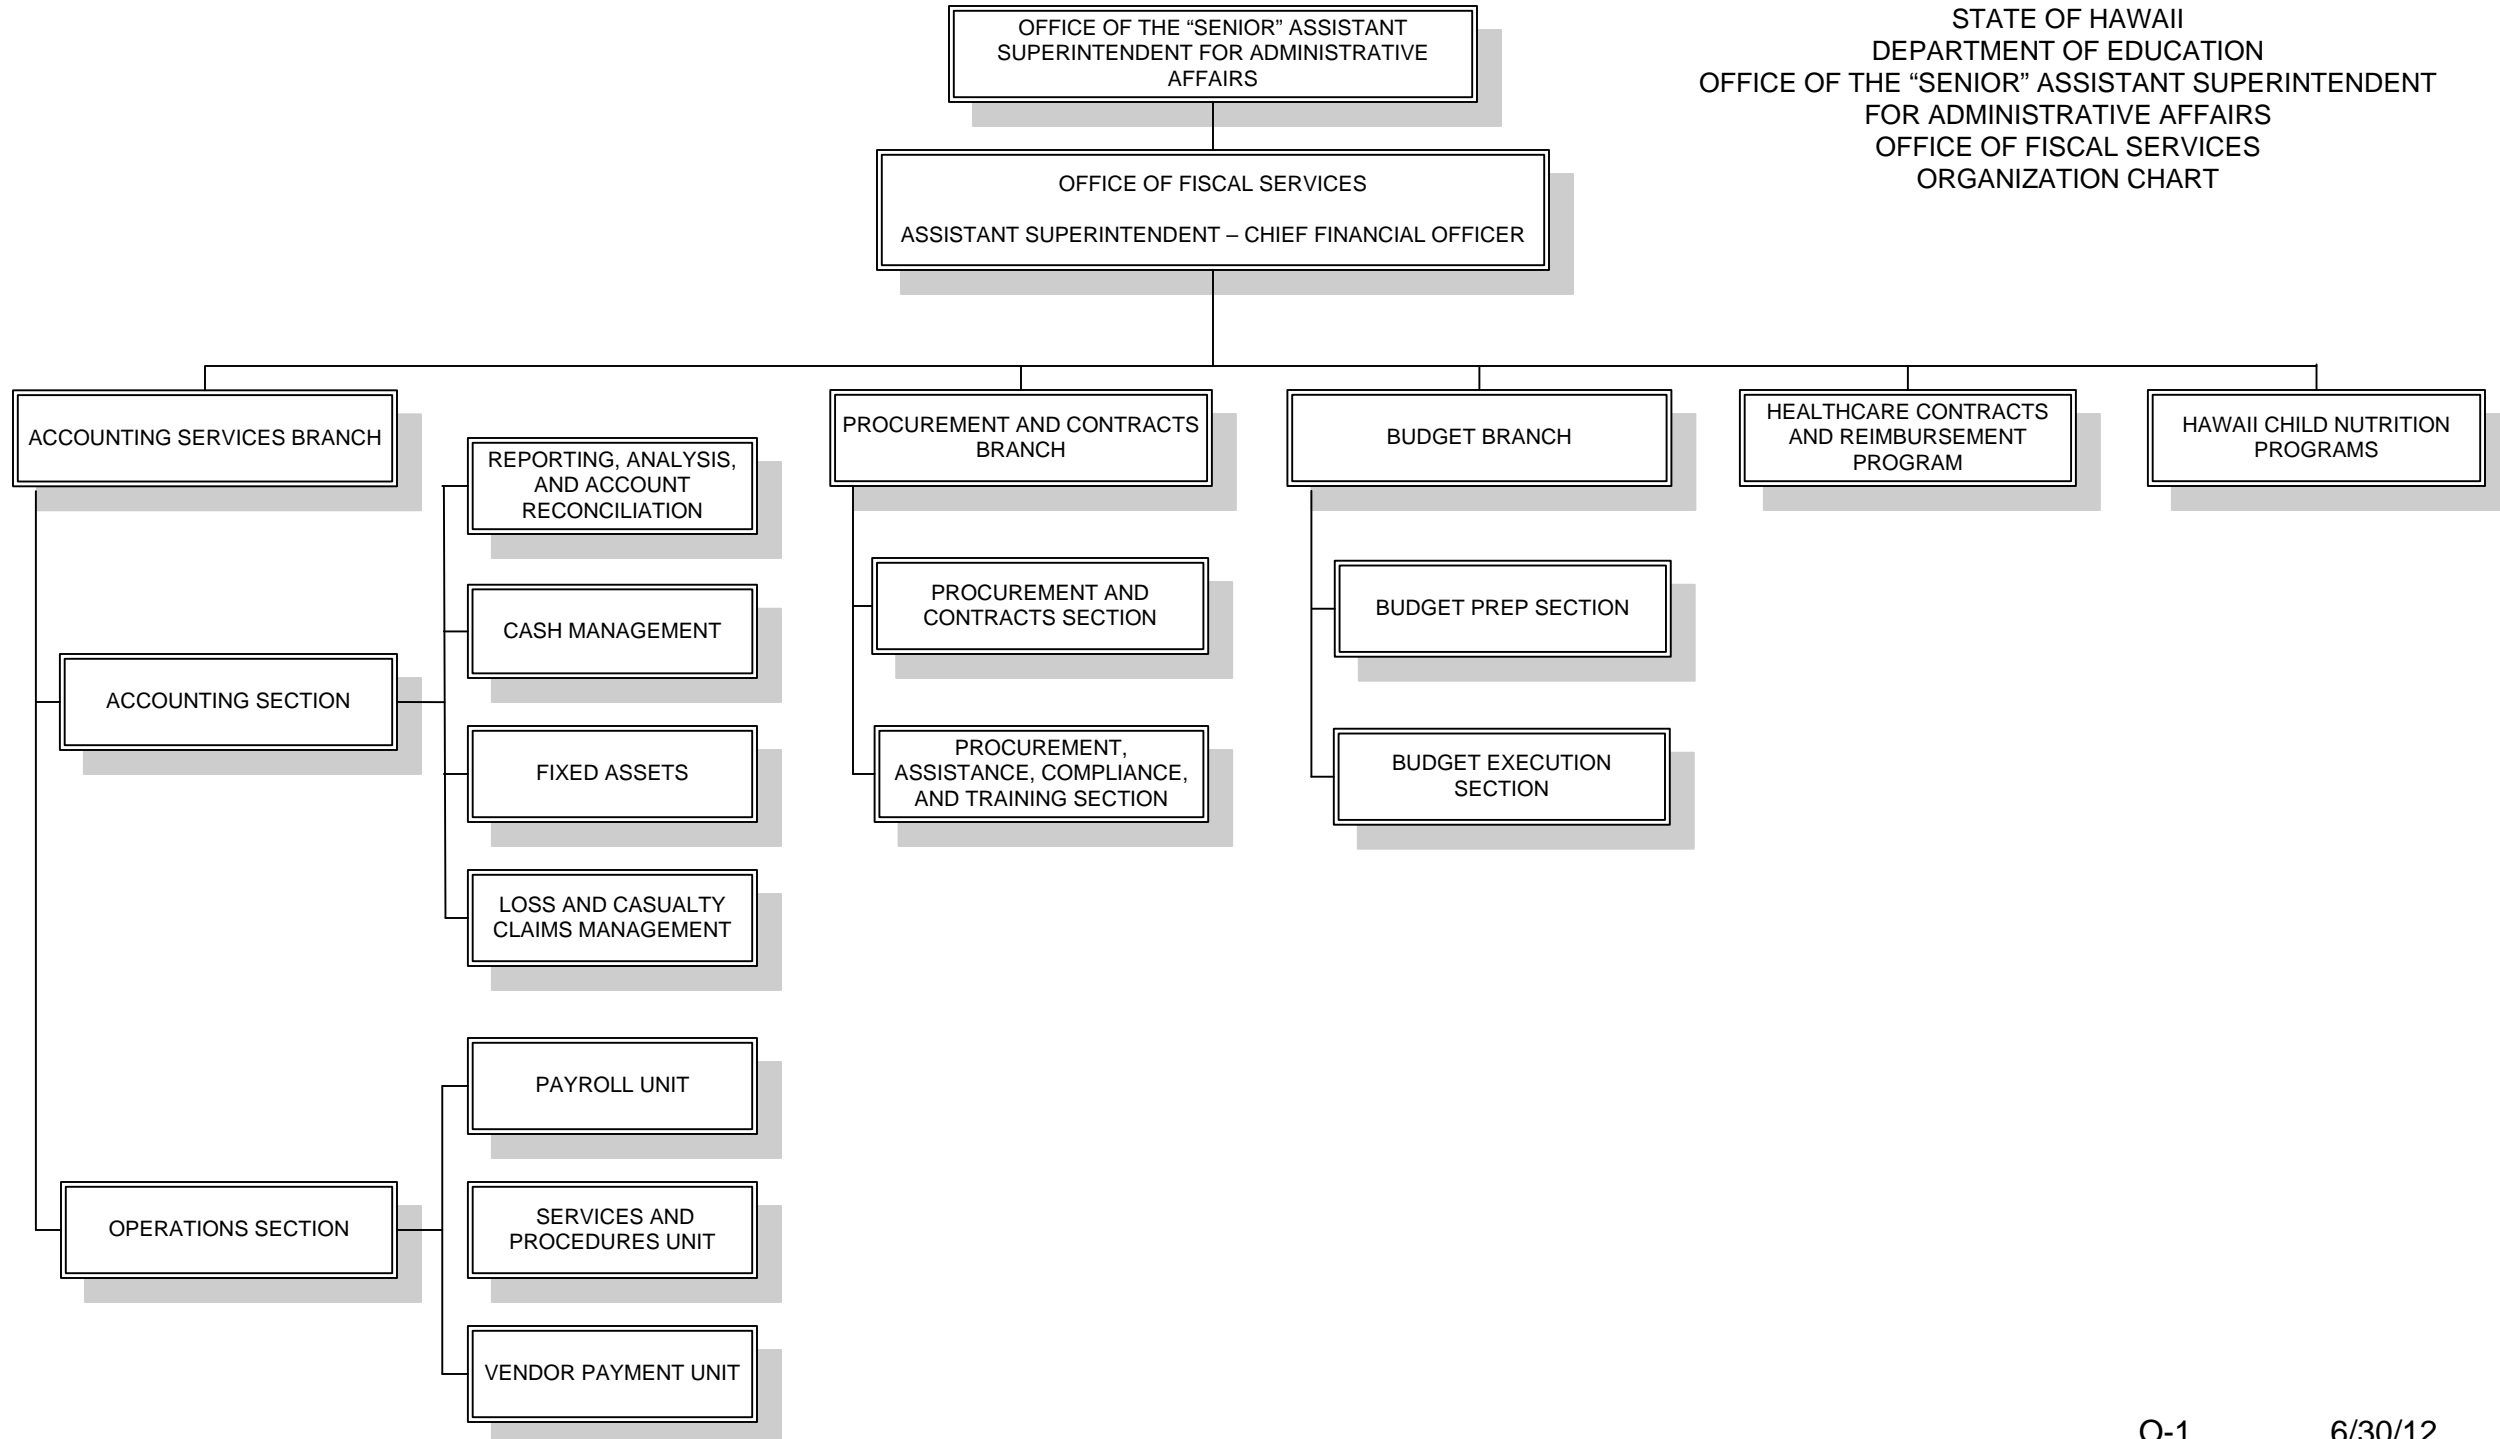 OFFICE OF THE “SENIOR” ASSISTANT
SUPERINTENDENT FOR ADMINISTRATIVE
AFFAIRS
STATE OF HAWAII
DEPARTMENT OF EDUCATION
OFFICE OF THE “SENIOR” ASSISTANT SUPERINTENDENT
FOR ADMINISTRATIVE AFFAIRS
OFFICE OF FISCAL SERVICES
ORGANIZATION CHART
OFFICE OF FISCAL SERVICES
ASSISTANT SUPERINTENDENT – CHIEF FINANCIAL OFFICER
ACCOUNTING SERVICES BRANCH
PROCUREMENT AND CONTRACTS
BRANCH
BUDGET BRANCH
HEALTHCARE CONTRACTS
AND REIMBURSEMENT
PROGRAM
HAWAII CHILD NUTRITION
PROGRAMS
REPORTING, ANALYSIS,
AND ACCOUNT
RECONCILIATION
CASH MANAGEMENT
PROCUREMENT AND
CONTRACTS SECTION
BUDGET PREP SECTION
ACCOUNTING SECTION
FIXED ASSETS
PROCUREMENT,
ASSISTANCE, COMPLIANCE,
AND TRAINING SECTION
BUDGET EXECUTION
SECTION
LOSS AND CASUALTY
CLAIMS MANAGEMENT
PAYROLL UNIT
OPERATIONS SECTION
SERVICES AND
PROCEDURES UNIT
VENDOR PAYMENT UNIT
O-1 6/30/12